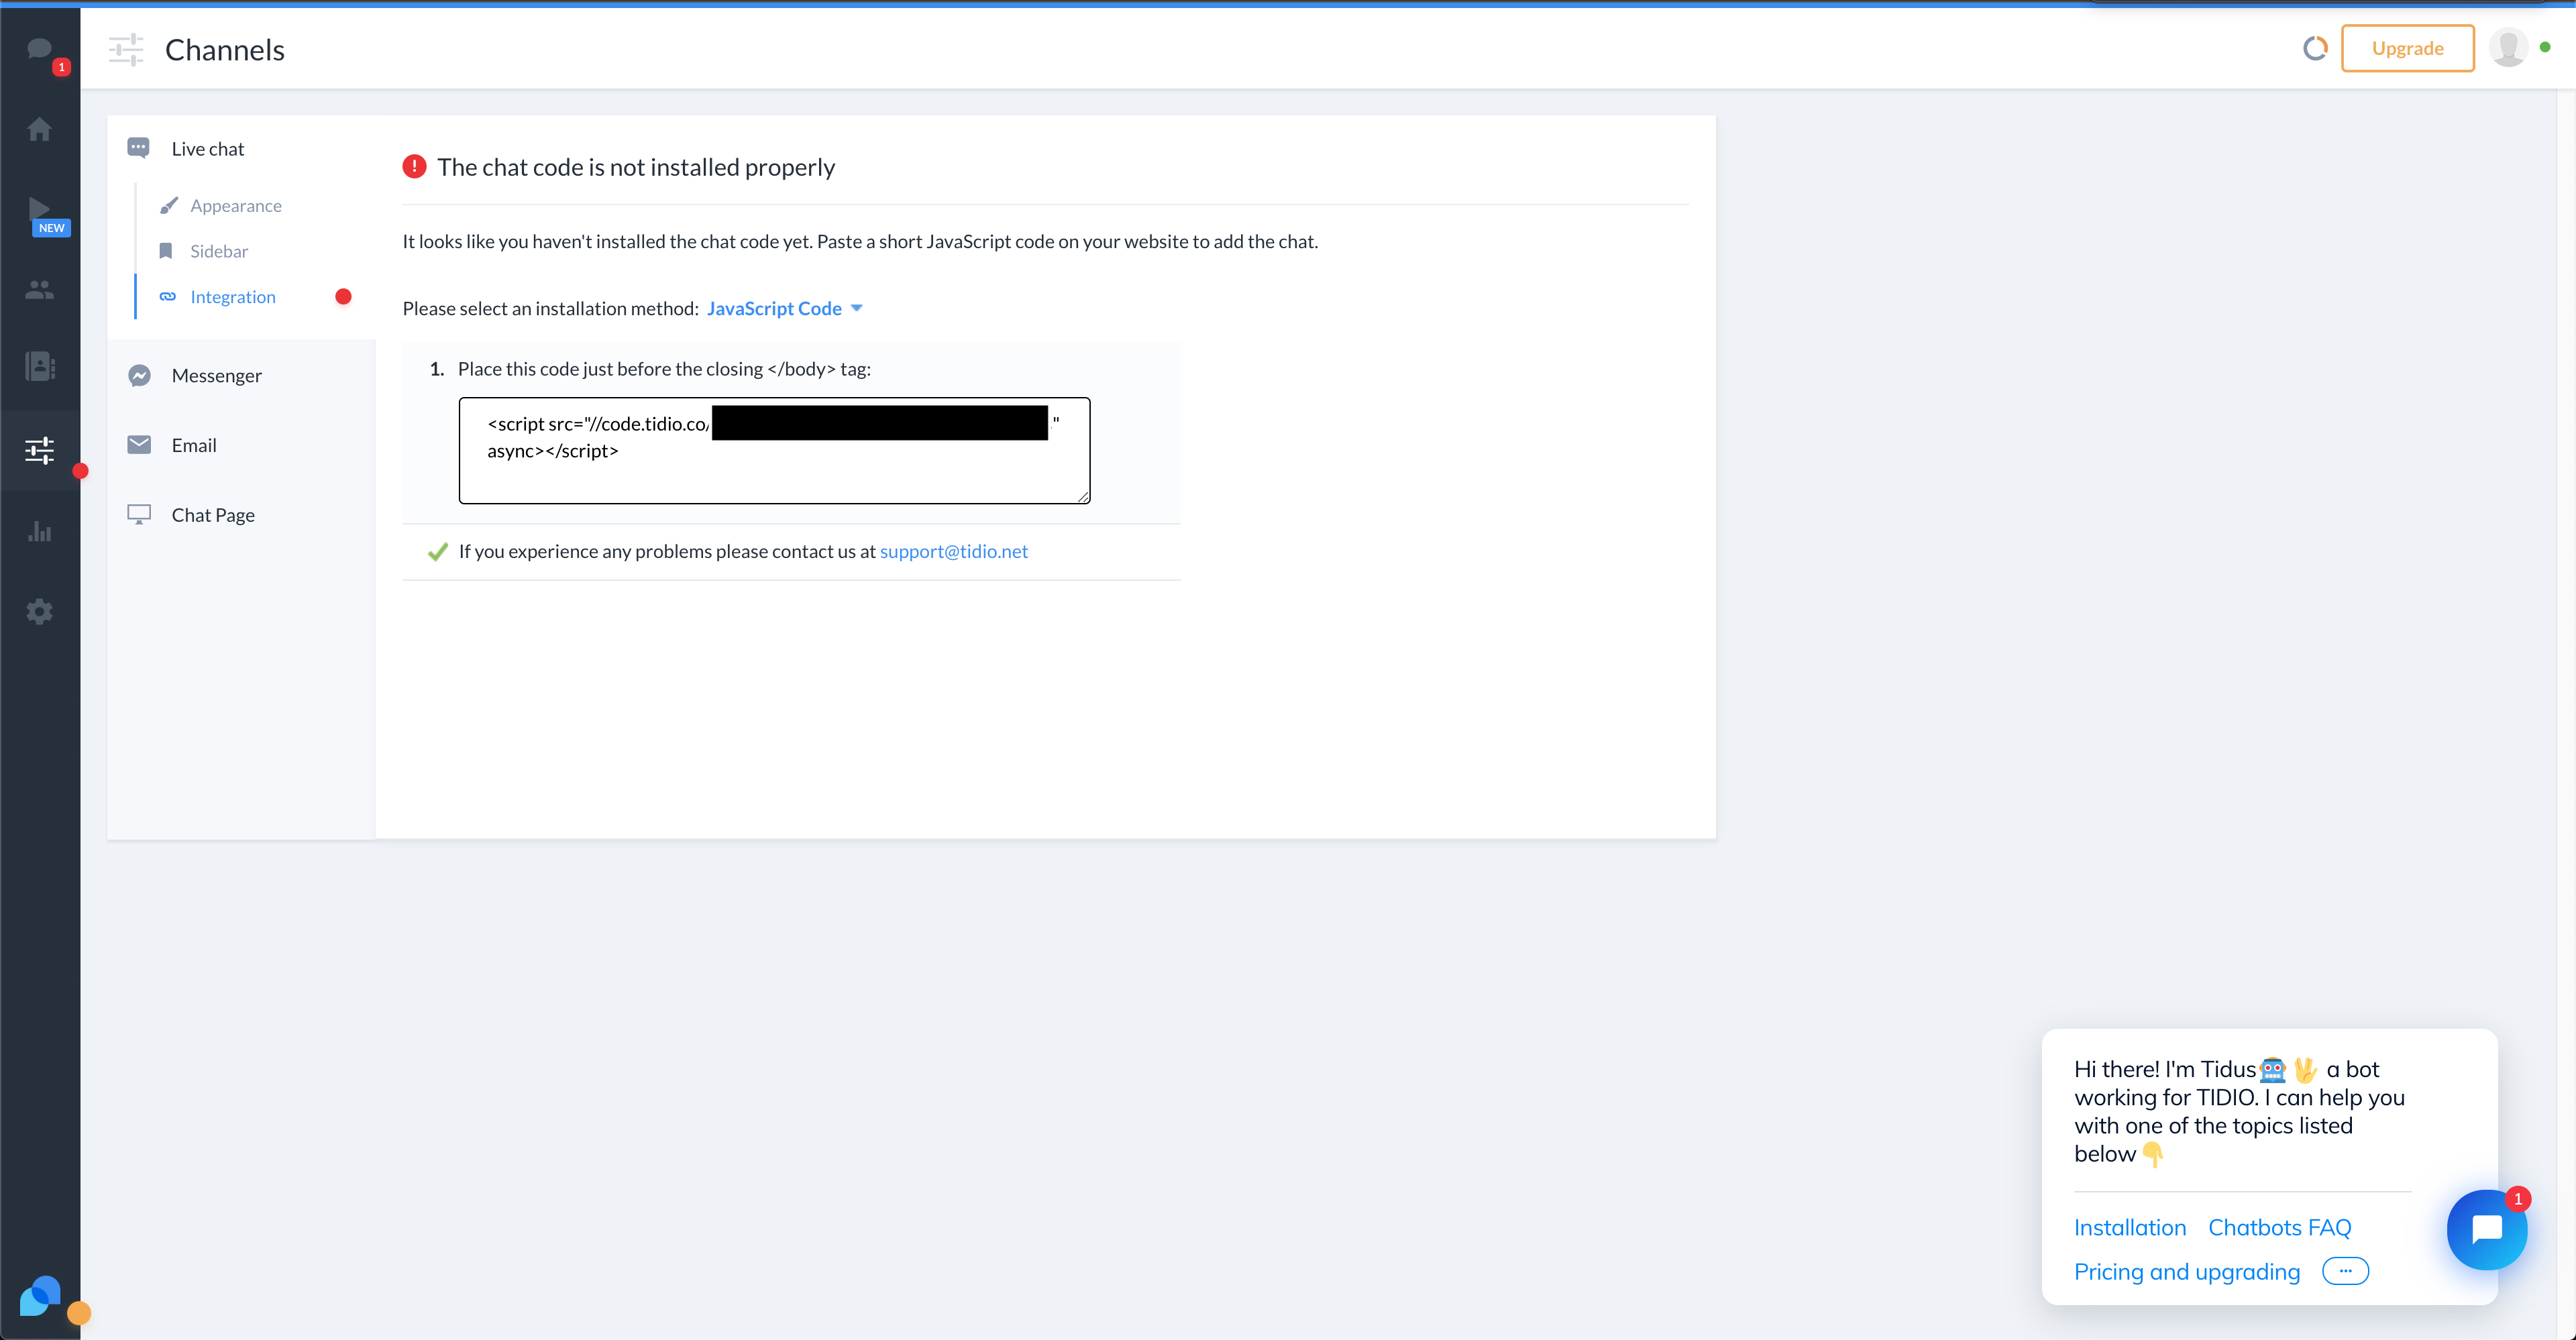 Channels
Upgrade
1
NEW
Live chat
Appearance
Sidebar
Integration
Messenger
Email
Chat Page
The chat code is not installed properly
It looks like you haven't installed the chat code yet. Paste a short JavaScript code on your website to add the chat.
Please select an installation method: JavaScript Code
1. Place this code just before the closing </body> tag:
<script src="//code.tidio.co/ "
async></script>
If you experience any problems please contact us at support@tidio.net
Hi there! I'm Tidus🤖🖖 a bot
working for TIDIO. I can help you
with one of the topics listed
below👇
1
Installation Chatbots FAQ
Pricing and upgrading ...